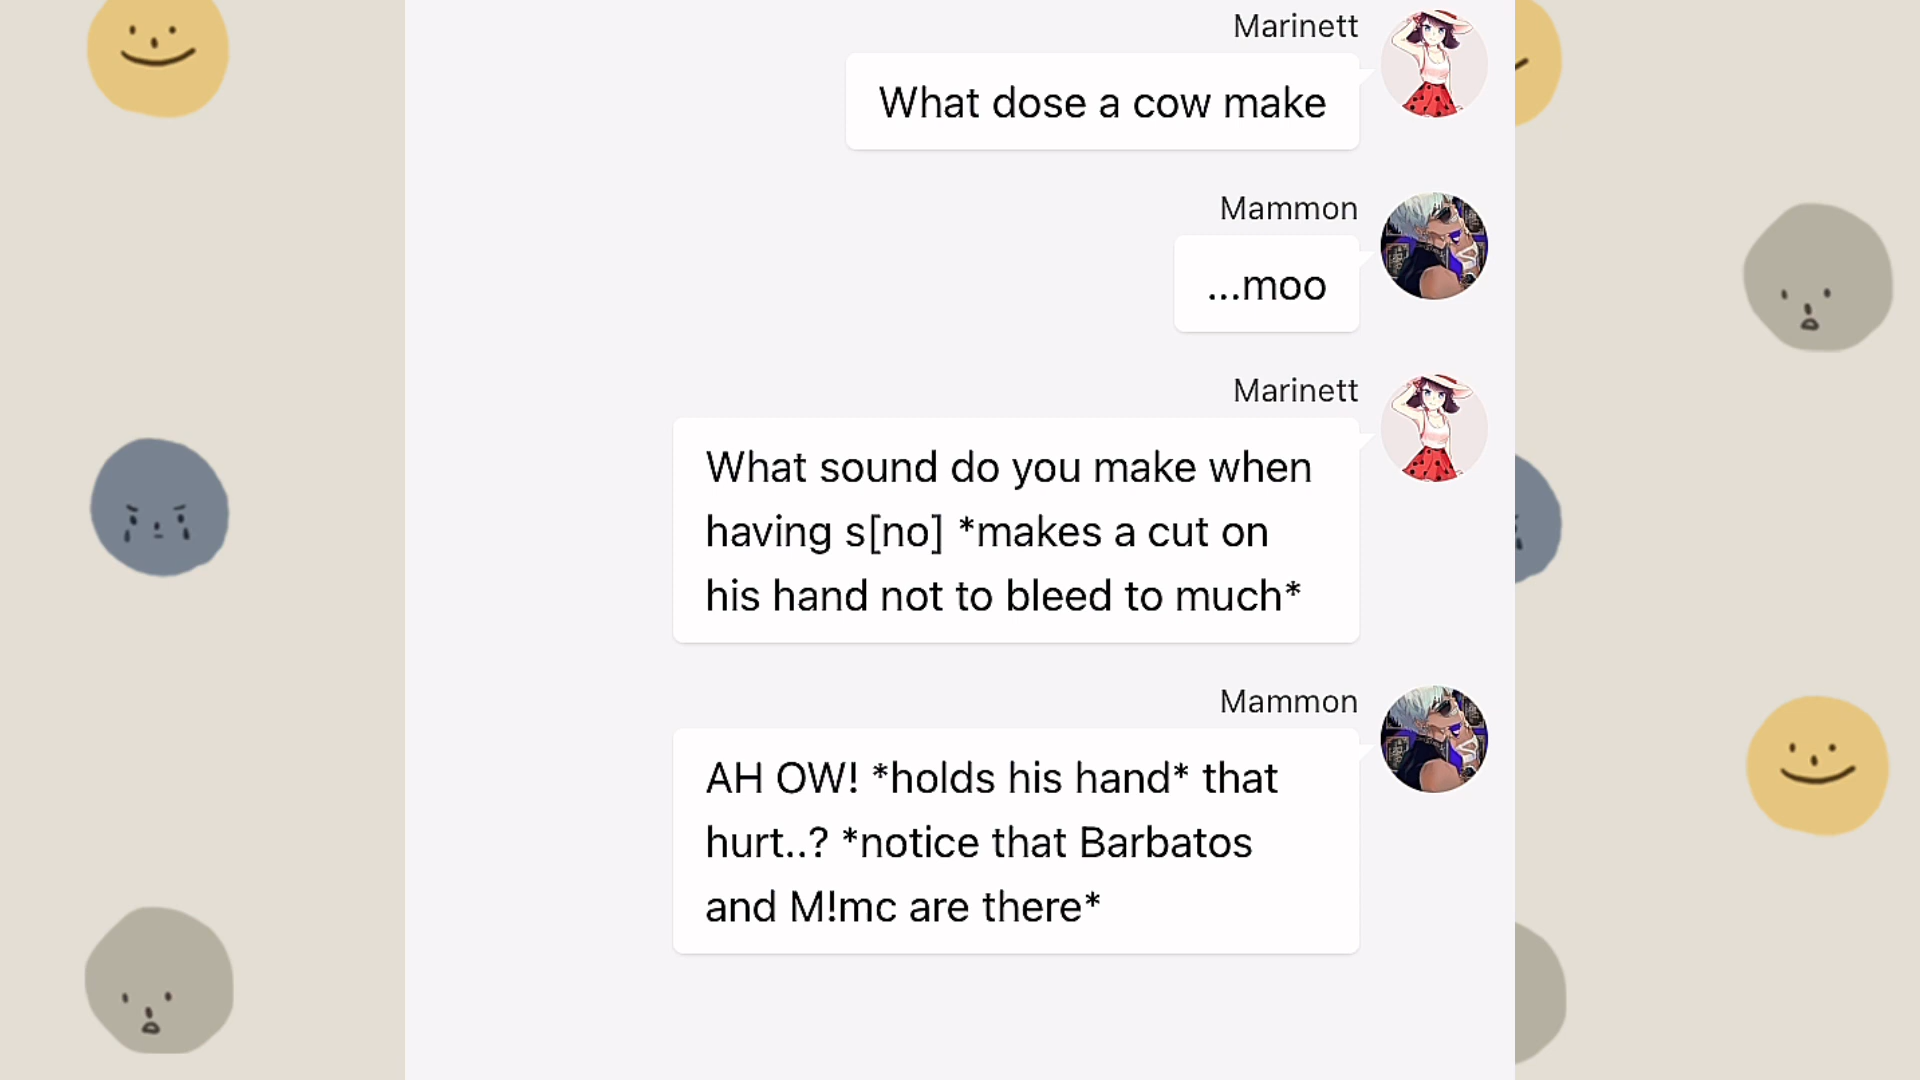 Marinett
What dose a cow make
Mammon
...moo
Marinett
What sound do you make when
having s[no] *makes a cut on
his hand not to bleed to much*
Mammon
AH OW! *holds his hand* that
hurt..? *notice that Barbatos
and M!mc are there*